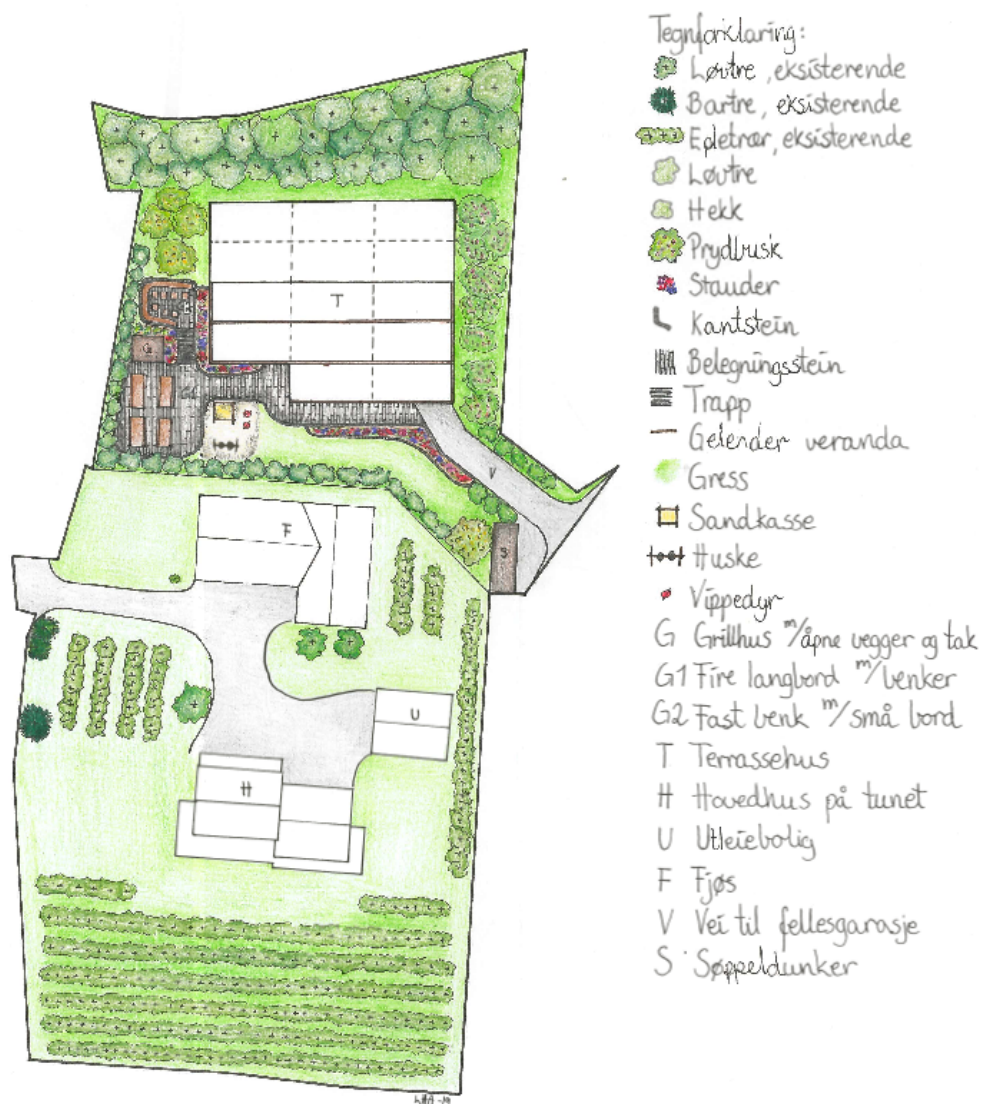 Tegnforklaring:
Løvtre, eksisterende
Bartre, eksisterende
Epletrær, eksisterende
Løvtre
Hekk
Prydbusk
Stauder
Kantstein
Belegningsstein
Trapp
Gelender veranda
Gress
Sandkasse
Huske
Vippedyr
G Grillhus m/åpne vegger og tak
G1 Fire langbord m/benker
G2 Fast benk m/små bord
T Terrassehus
H Hovedhus på tunet
U Utleiebolig
F Fjøs
V Vei til fellesgarasje
S Søppeldunker
T
G1
V
S
F
U
H